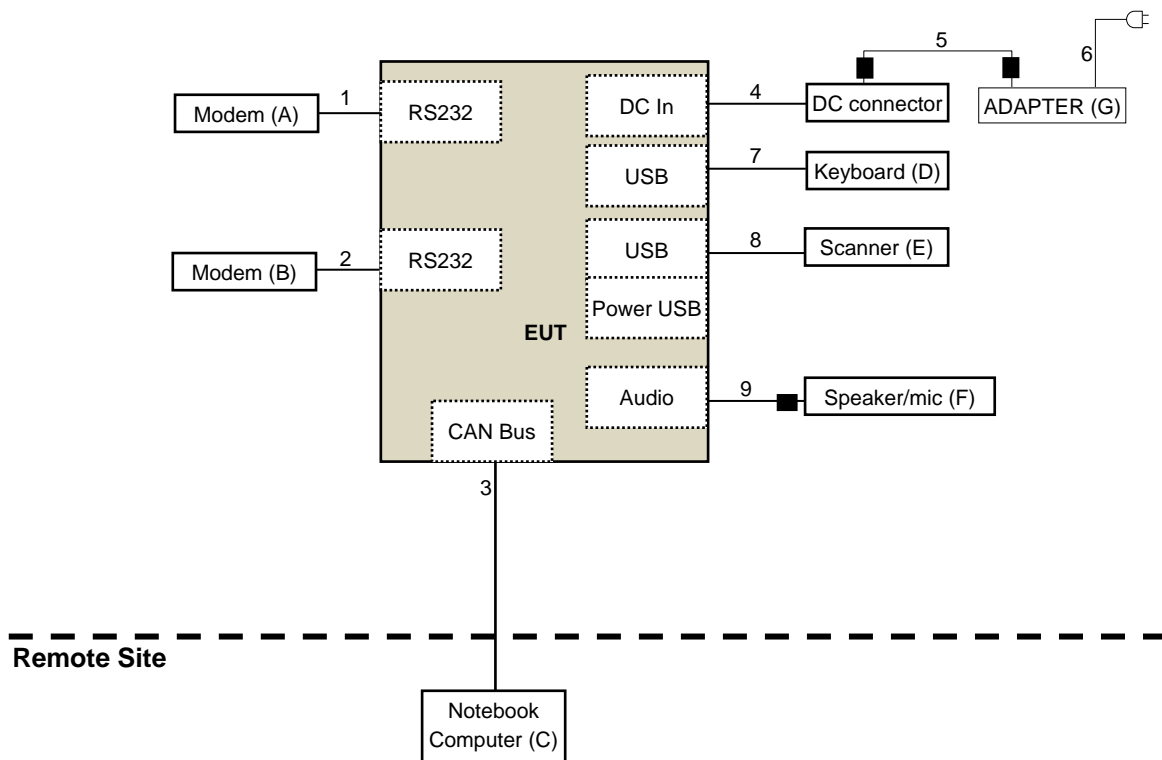 5
6
1
Modem (A)
RS232
DC In
4
DC connector
ADAPTER (G)
USB
7
Keyboard (D)
2
Modem (B)
RS232
USB
8
Scanner (E)
Power USB
EUT
Audio
9
Speaker/mic (F)
CAN Bus
3
Remote Site
Notebook
Computer (C)